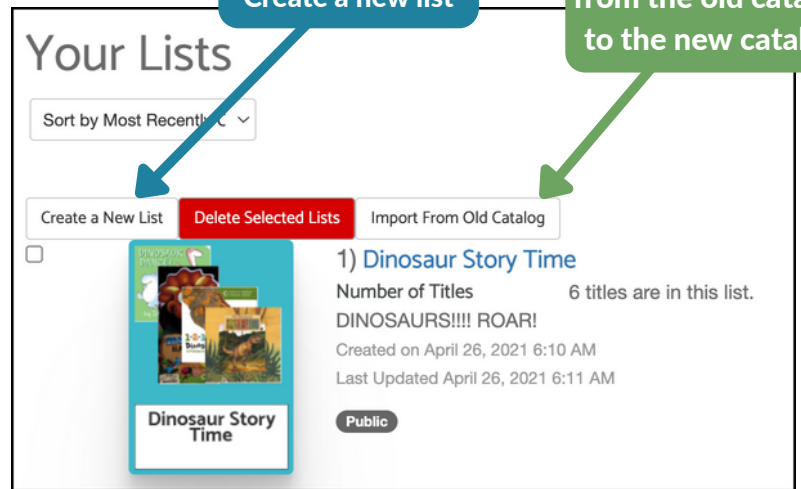 Create a new list
from the old
to the new
Your Lists
Sort by Most Recently
Create a New List
Delete Selected Lists
Import From Old Catalog
1) Dinosaur Story Time
Number of Titles 6 titles are in this list.
DINOSAURS!!!! ROAR!
Created on April 26, 2021 6:10 AM
Last Updated April 26, 2021 6:11 AM
Public
Dinosaur Story
Time